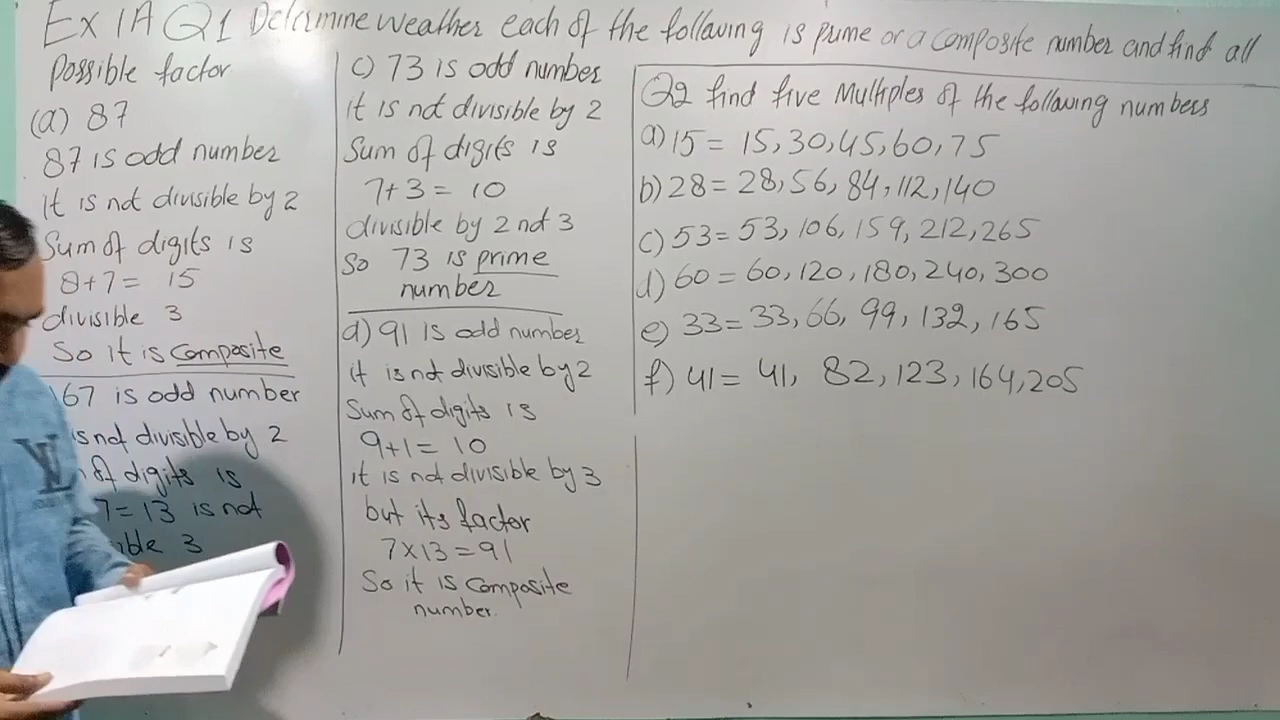 Ex 1A Q1 Determine weather each of the following is prime or a composite number and find all
possible factor
(a) 87
87 is odd number
it is not divisible by 2
Sum of digits is
8+7= 15
divisible 3
So it is composite
67 is odd number
is not divisible by 2
of digits is
7=13 is not
3
c) 73 is odd number
it is not divisible by 2
Sum of digits is
7+3= 10
divisible by 2 not 3
So 73 is prime
number
d) 91 is odd number
it is not divisible by 2
Sum of digits is
9+1= 10
it is not divisible by 3
but its factor
7×13=91
So it is composite
number.
Q2 find five Multiples of the following numbers
a) 15= 15,30,45,60,75
b) 28= 28,56, 84,112,140
c) 53= 53, 106, 159, 212,265
d) 60= 60,120,180,240,300
e) 33= 33,66, 99, 132, 165
f) 41= 41, 82,123,164,205